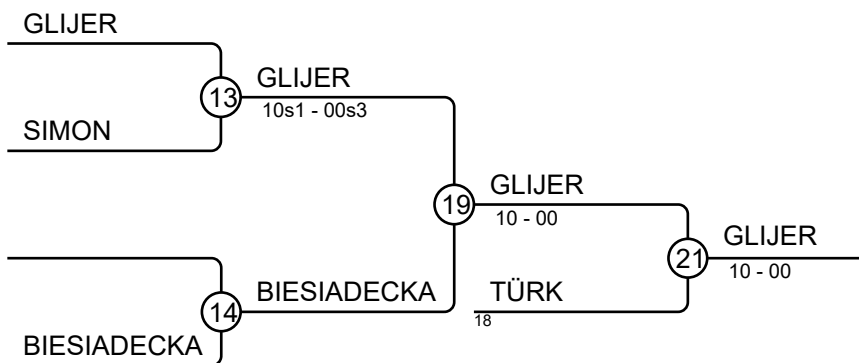 GLIJER
13
GLIJER
10s1 - 00s3
SIMON
19
GLIJER
10 - 00
21
GLIJER
10 - 00
14
BIESIADECKA
TÜRK
18
BIESIADECKA